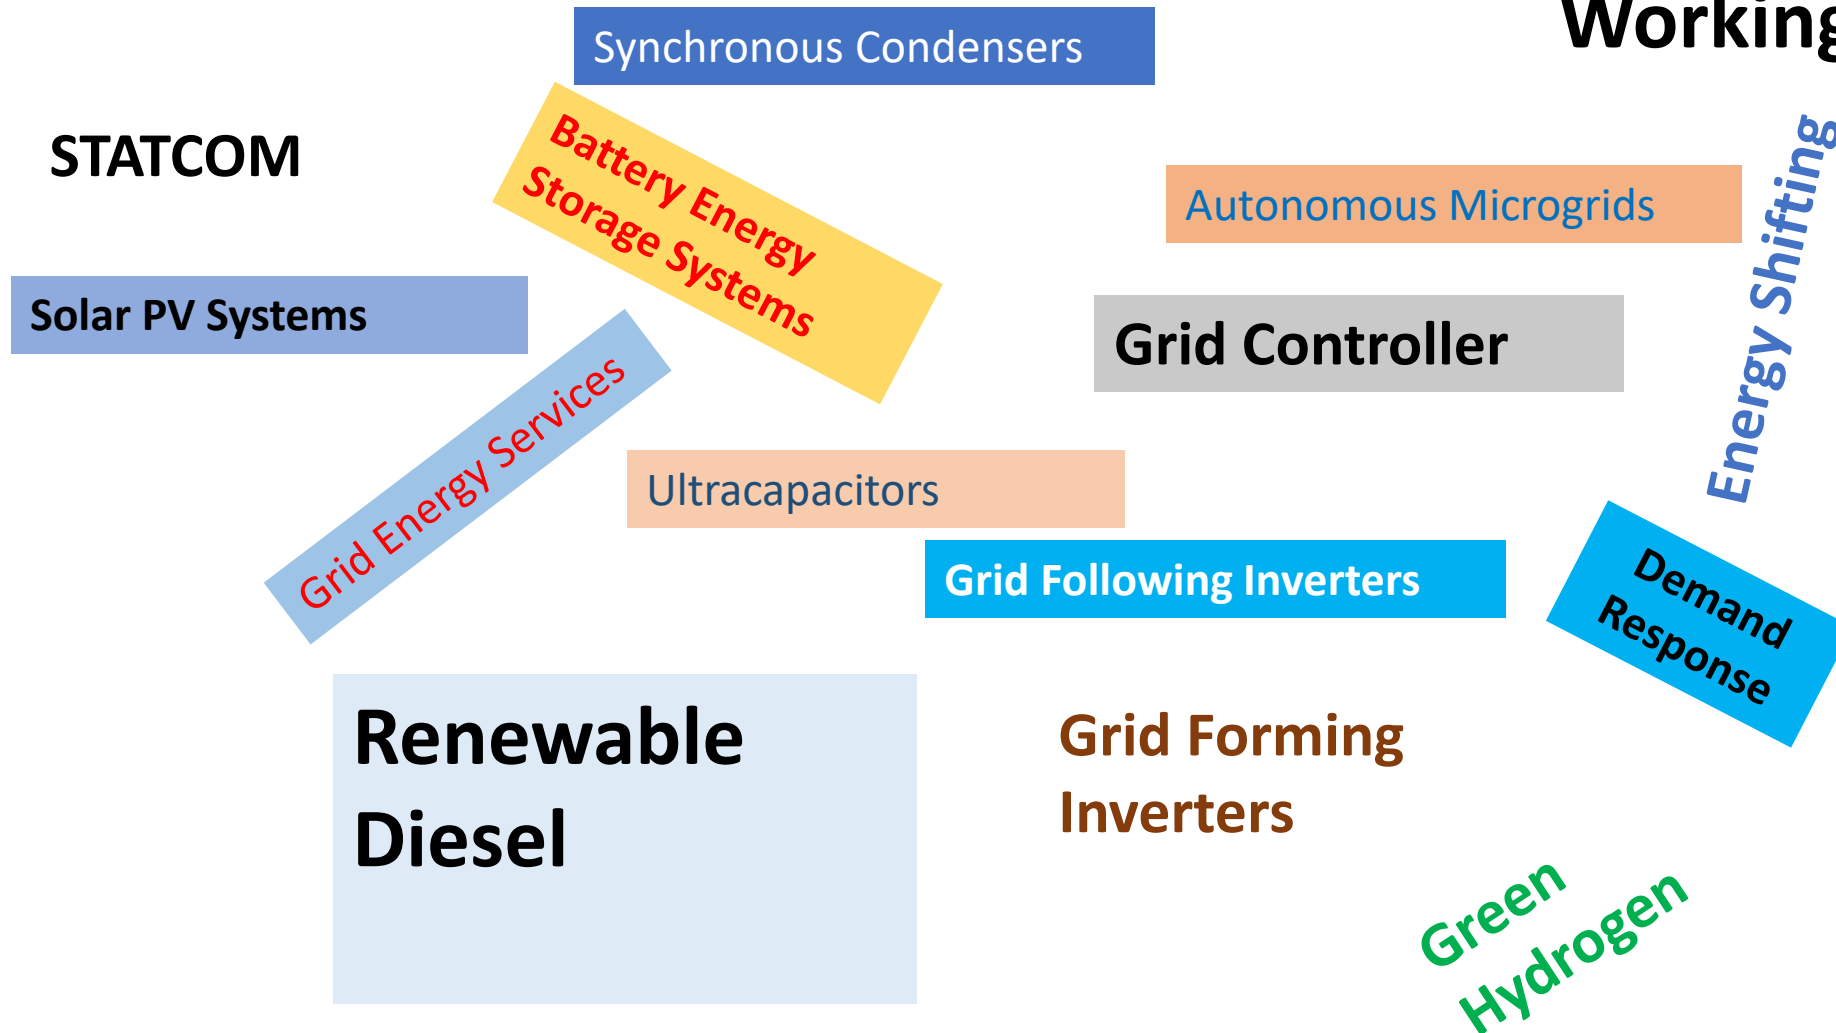 Working
Synchronous Condensers
STATCOM
Battery Energy
Storage Systems
Autonomous Microgrids
Energy Shifting
Solar PV Systems
Grid Controller
Grid Energy Services
Ultracapacitors
Grid Following Inverters
Demand
Response
Renewable
Diesel
Grid Forming
Inverters
Green
Hydrogen